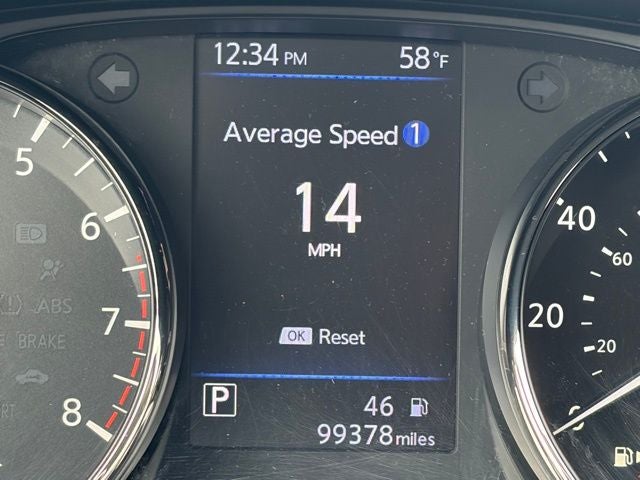 12:34 PM 58°F
Average Speed 1
14
MPH
OK Reset
P 46
99378 miles
5
6
7
8
ABS
BRAKE
40
60
20
20
0